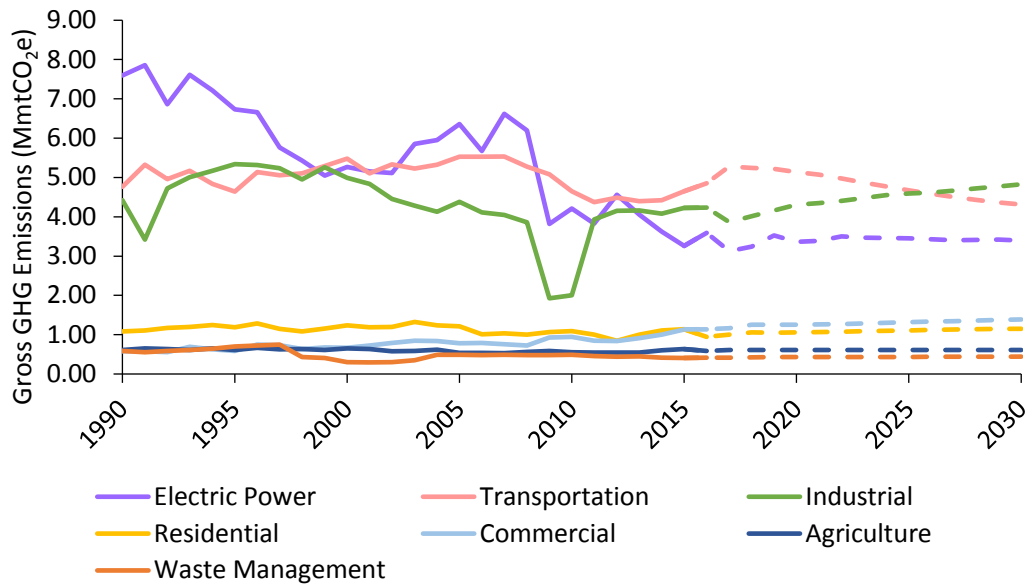 Gross GHG Emissions (MmtCO₂e)
9.00
8.00
7.00
6.00
5.00
4.00
3.00
2.00
1.00
0.00
1990 1995 2000 2005 2010 2015 2020 2025 2030
Electric Power Transportation Industrial
Residential Commercial Agriculture
Waste Management